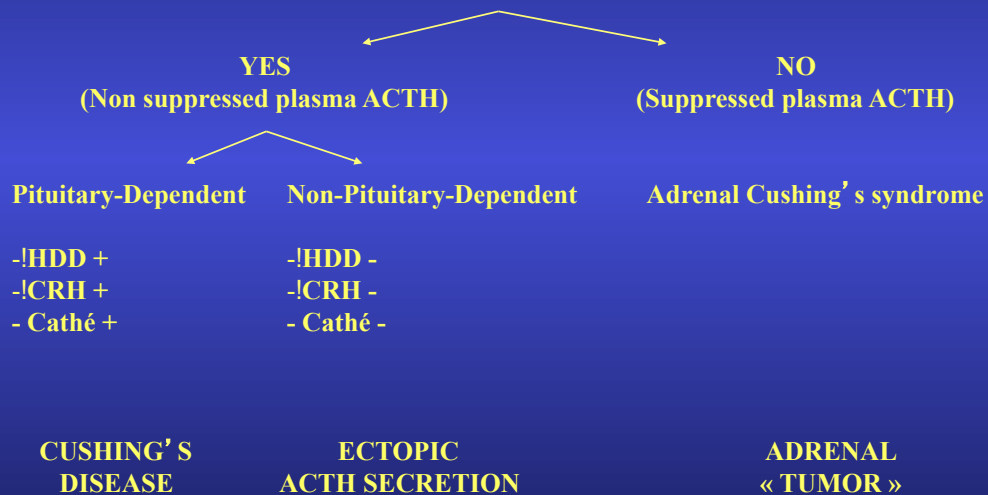 YES
(Non suppressed plasma ACTH)
NO
(Suppressed plasma ACTH)
Pituitary-Dependent
Non-Pituitary-Dependent
Adrenal Cushing’s syndrome
-!HDD +
-!CRH +
- Cathé +
-!HDD -
-!CRH -
- Cathé -
CUSHING’S
DISEASE
ECTOPIC
ACTH SECRETION
ADRENAL
« TUMOR »